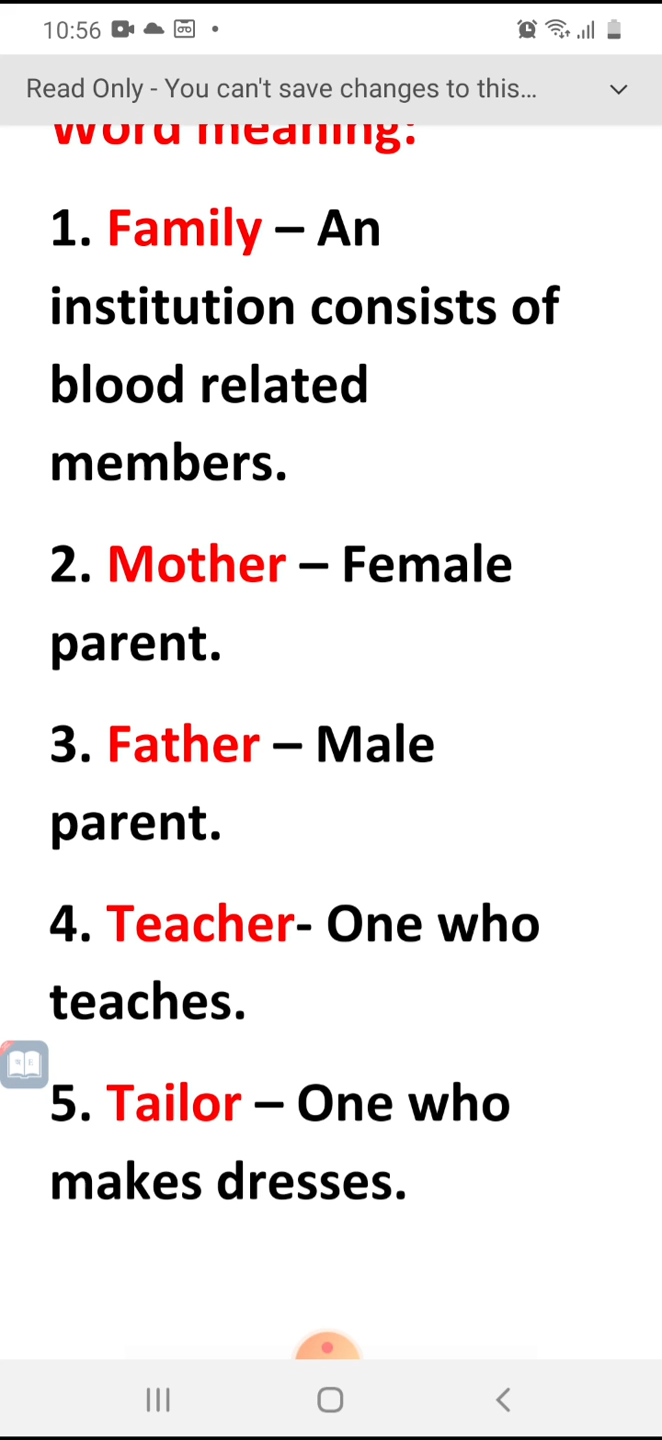 10:56
Read Only - You can't save changes to this...
Word meaning:
1. Family – An
institution consists of
blood related
members.
2. Mother – Female
parent.
3. Father – Male
parent.
4. Teacher- One who
teaches.
5. Tailor – One who
makes dresses.